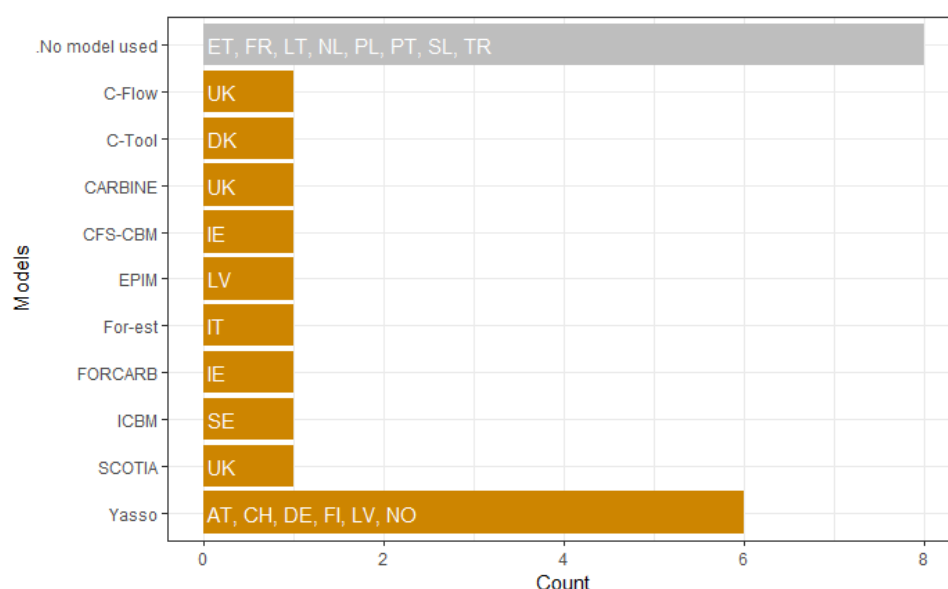 .No model used
ET, FR, LT, NL, PL, PT, SL, TR
C-Flow
UK
C-Tool
DK
CARBINE
UK
CFS-CBM
IE
EPIM
LV
For-est
IT
FORCARB
IE
ICBM
SE
SCOTIA
UK
Yasso
AT, CH, DE, FI, LV, NO
Models
0 2 4 6 8
Count